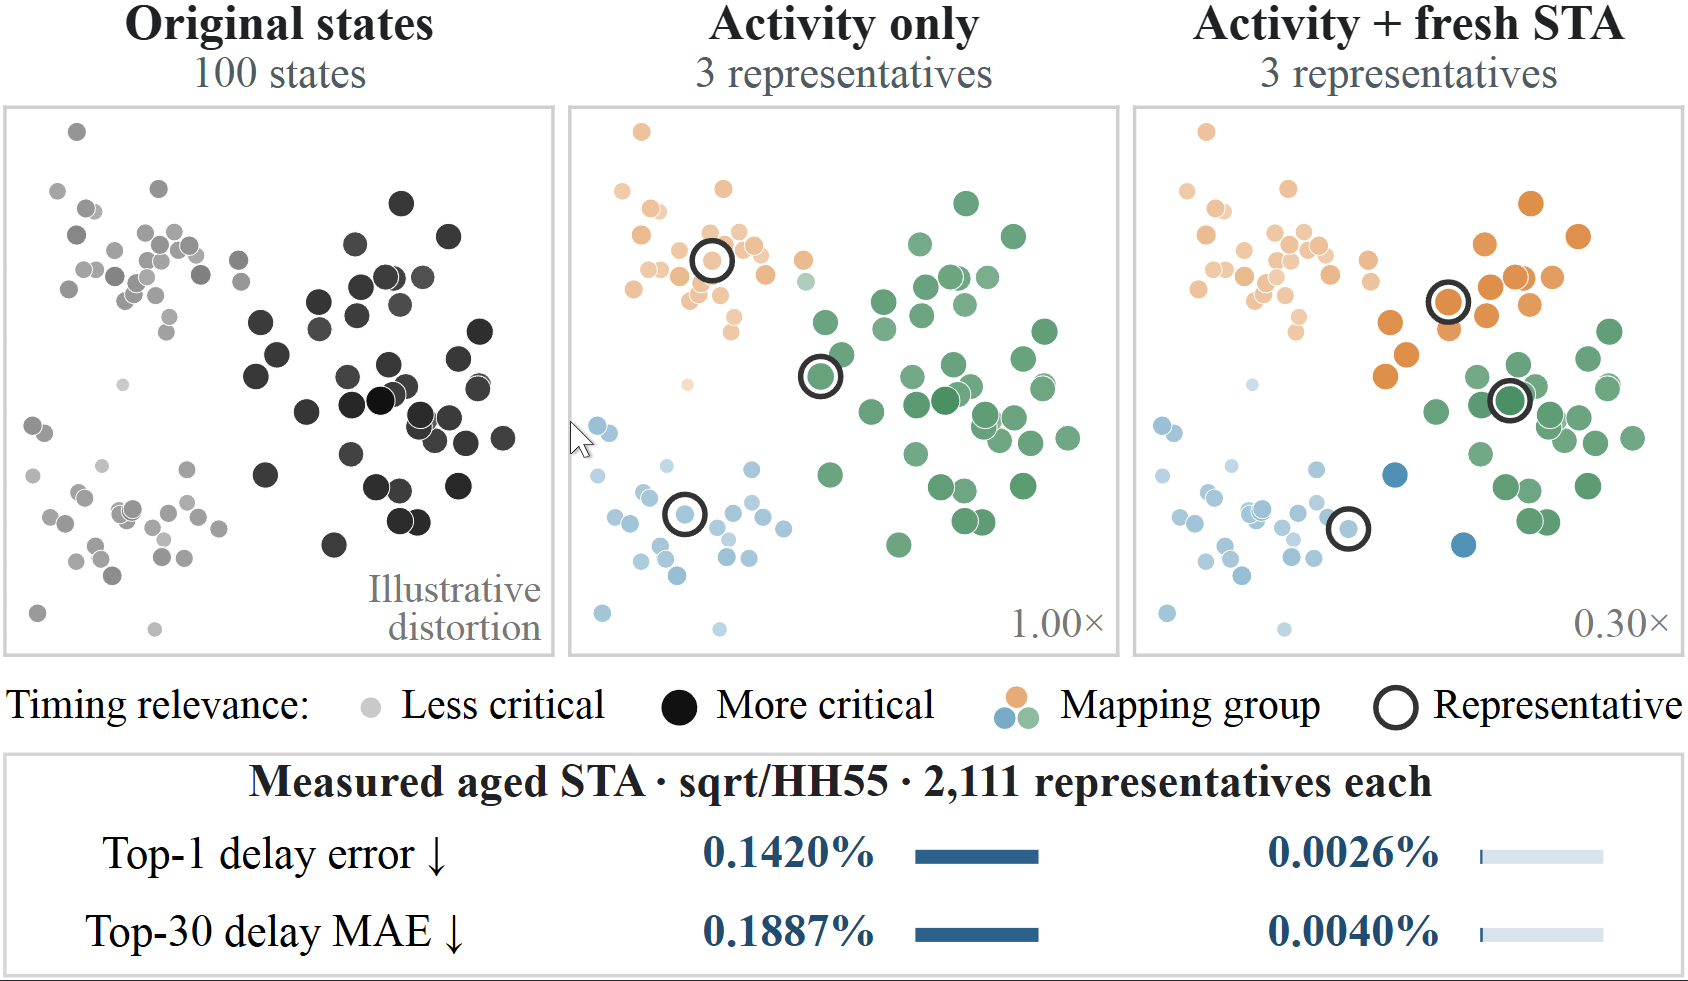 Original states
100 states
Activity only
3 representatives
Activity + fresh STA
3 representatives
Illustrative
distortion
1.00×
0.30×
Timing relevance: Less critical More critical Mapping group Representative
Measured aged STA · sqrt/HH55 · 2,111 representatives each
Top-1 delay error ↓ 0.1420% 0.0026%
Top-30 delay MAE ↓ 0.1887% 0.0040%